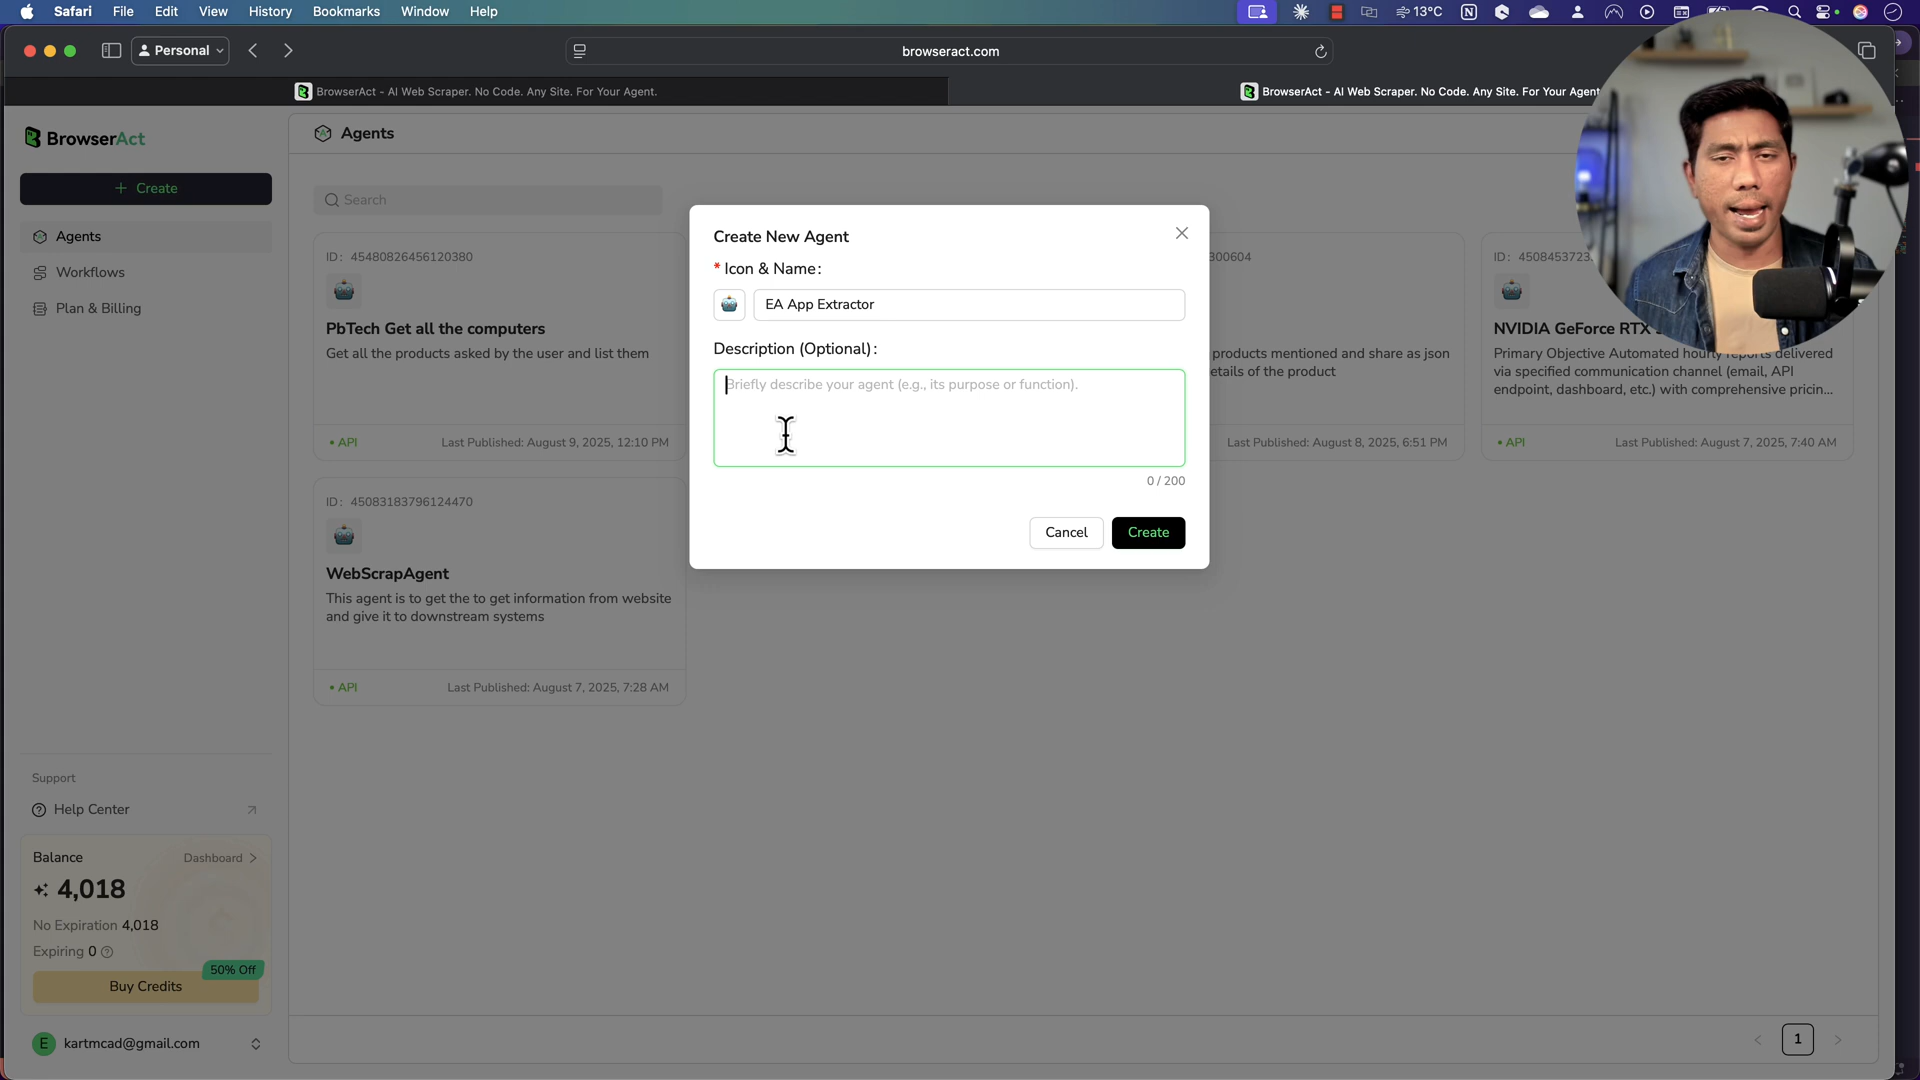 Safari File Edit View History Bookmarks Window Help
13°C
Personal
browseract.com
BrowserAct - AI Web Scraper. No Code. Any Site. For Your Agent.
BrowserAct - AI Web Scraper. No Code. Any Site. For Your Agent
BrowserAct
Create
Agents
Workflows
Plan & Billing
Agents
Search
ID: 45480826456120380
PbTech Get all the computers
Get all the products asked by the user and list them
• API Last Published: August 9, 2025, 12:10 PM
300604
products mentioned and share as json
etails of the product
Last Published: August 8, 2025, 6:51 PM
ID: 4508453723
NVIDIA GeForce RTX
Primary Objective Automated hourly reports delivered
via specified communication channel (email, API
endpoint, dashboard, etc.) with comprehensive pricin...
• API Last Published: August 7, 2025, 7:40 AM
ID: 45083183796124470
WebScrapAgent
This agent is to get the to get information from website
and give it to downstream systems
• API Last Published: August 7, 2025, 7:28 AM
Create New Agent
* Icon & Name:
EA App Extractor
Description (Optional):
Briefly describe your agent (e.g., its purpose or function).
0 / 200
Cancel Create
Support
Help Center
Balance Dashboard
4,018
No Expiration 4,018
Expiring 0
50% Off
Buy Credits
E kartmcad@gmail.com
1